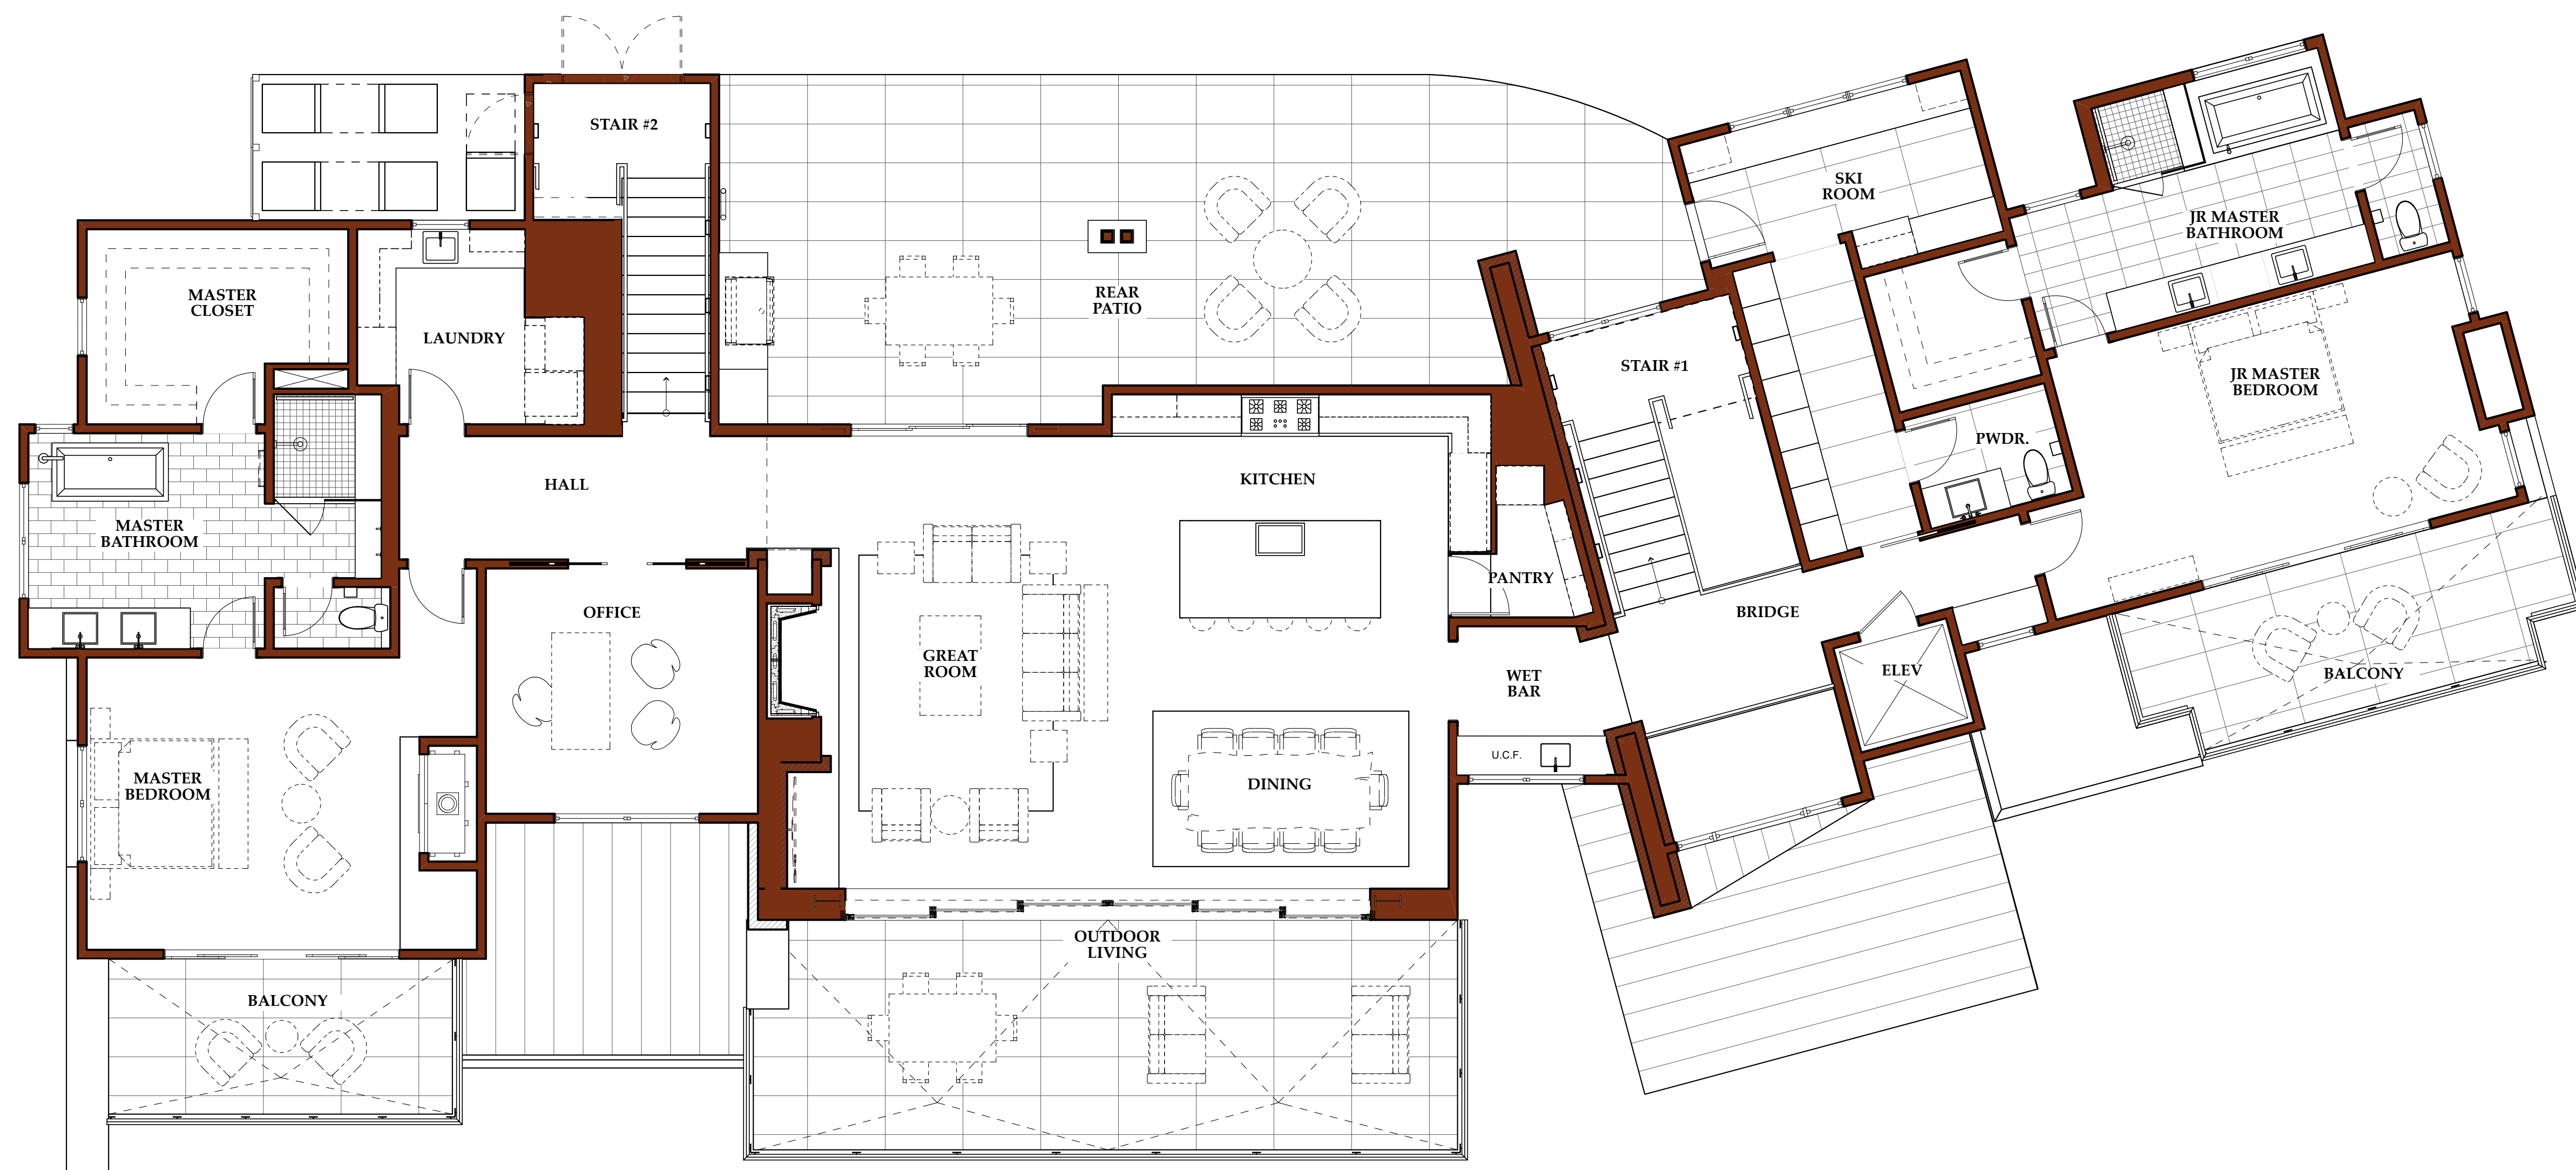 STAIR #2
SKI
ROOM
JR MASTER
BATHROOM
MASTER
CLOSET
LAUNDRY
REAR
PATIO
STAIR #1
JR MASTER
BEDROOM
PWDR.
HALL
KITCHEN
MASTER
BATHROOM
PANTRY
OFFICE
BRIDGE
GREAT
ROOM
WET
BAR
ELEV
BALCONY
U.C.F.
MASTER
BEDROOM
DINING
OUTDOOR
LIVING
BALCONY